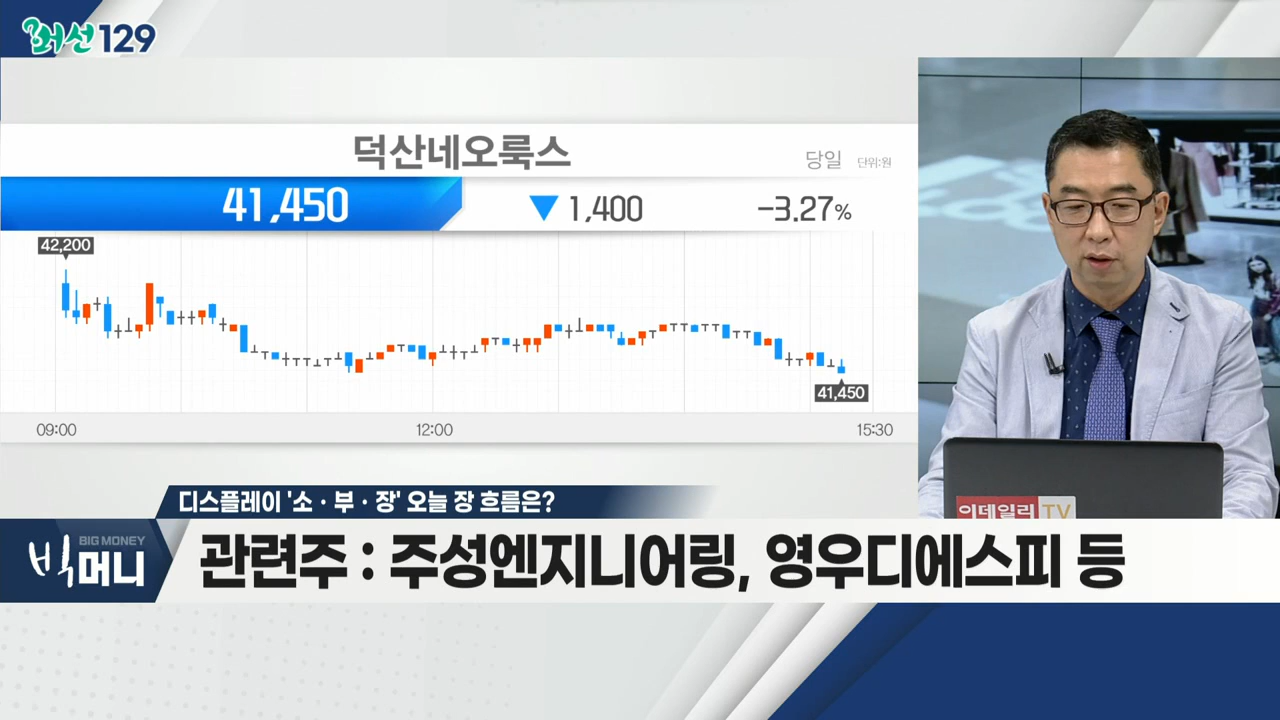 머선129
덕산네오룩스
당일 단위:원
41,450 ▼1,400 -3.27%
42,200
41,450
09:00 12:00 15:30
디스플레이 '소·부·장' 오늘 장 흐름은?
BIG MONEY
빅머니
관련주 : 주성엔지니어링, 영우디에스피 등
이데일리TV